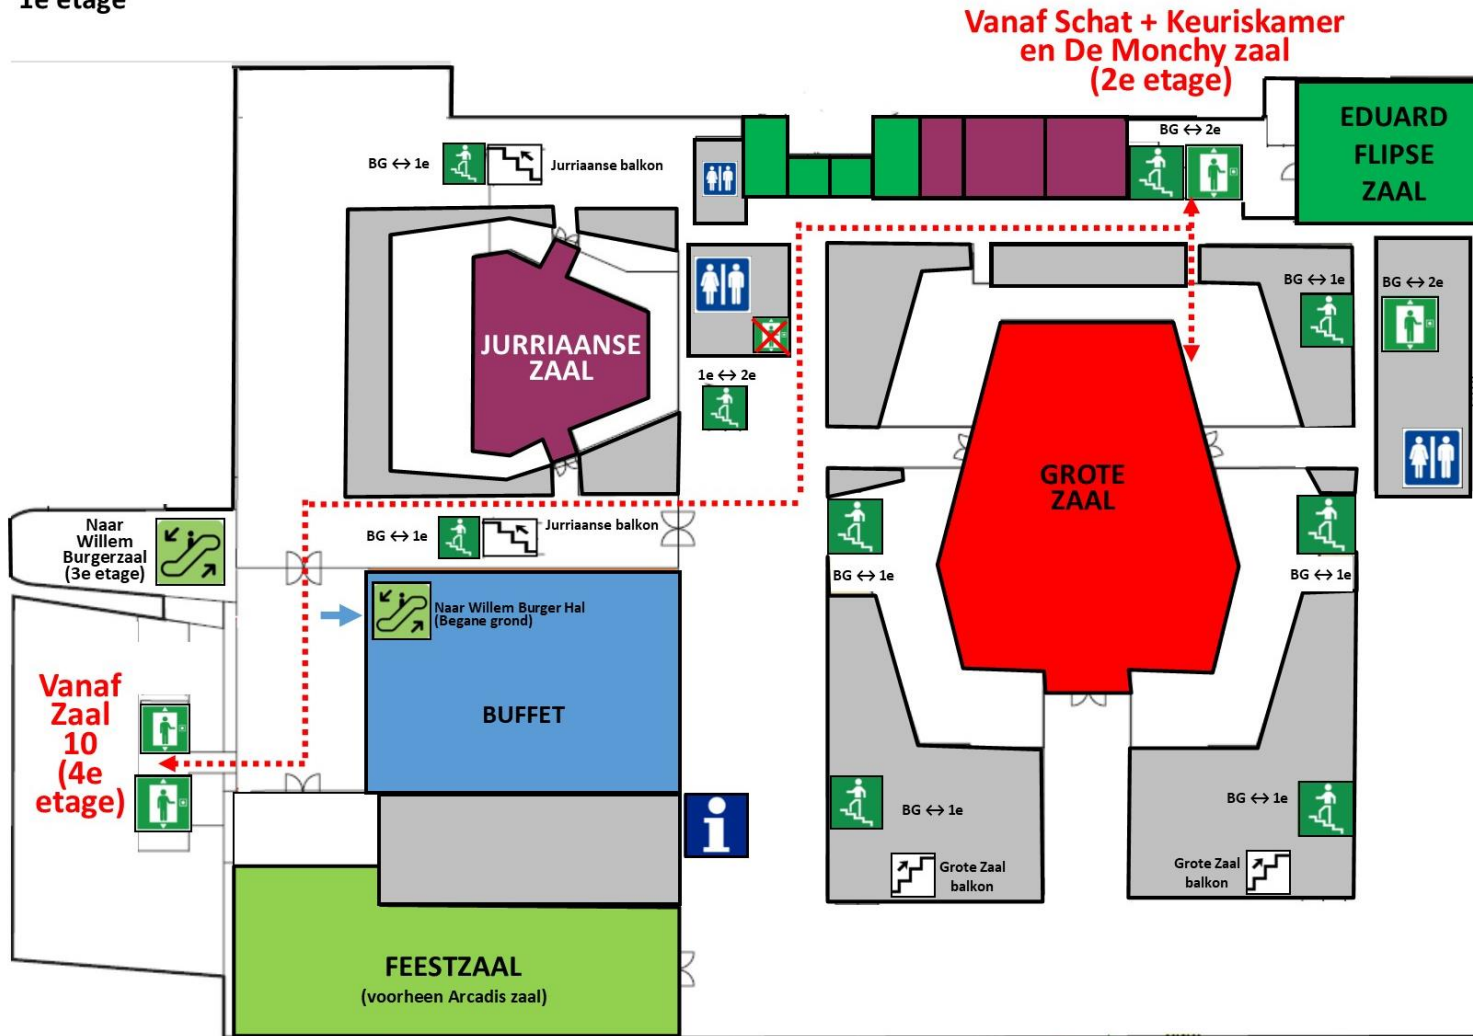 1e etage
Vanaf Schat + Keuriskamer
en De Monchy zaal
(2e etage)
BG ↔ 2e
EDUARD
FLIPSE
ZAAL
BG ↔ 1e
Jurriaanse balkon
BG ↔ 1e
BG ↔ 2e
JURRIAANSE
ZAAL
1e ↔ 2e
GROTE
ZAAL
Naar
Willem
Burgerzaal
(3e etage)
BG ↔ 1e
Jurriaanse balkon
BG ↔ 1e
BG ↔ 1e
Naar Willem Burger Hal
(Begane grond)
Vanaf
Zaal
10
(4e
etage)
BUFFET
BG ↔ 1e
BG ↔ 1e
i
Grote Zaal
balkon
Grote Zaal
balkon
FEESTZAAL
(voorheen Arcadis zaal)